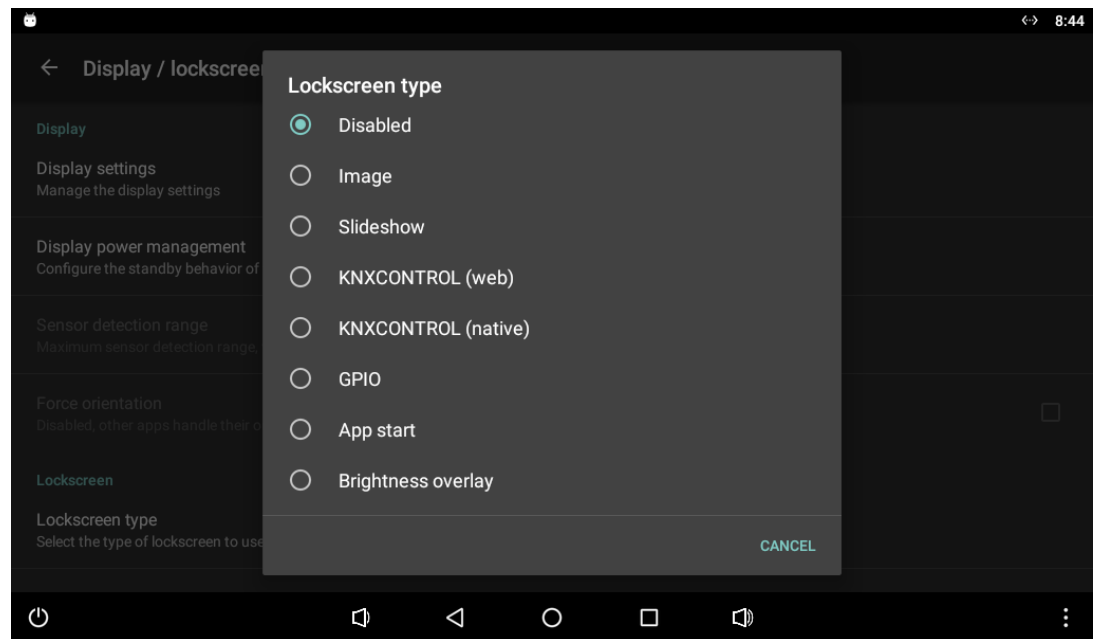 8:44
Display / lockscree
Lockscreen type
Disabled
Image
Slideshow
KNXCONTROL (web)
KNXCONTROL (native)
GPIO
App start
Brightness overlay
CANCEL
Display
Display settings
Manage the display settings
Display power management
Configure the standby behavior of
Sensor detection range
Maximum sensor detection range,
Force orientation
Disabled, other apps handle their o
Lockscreen
Lockscreen type
Select the type of lockscreen to use